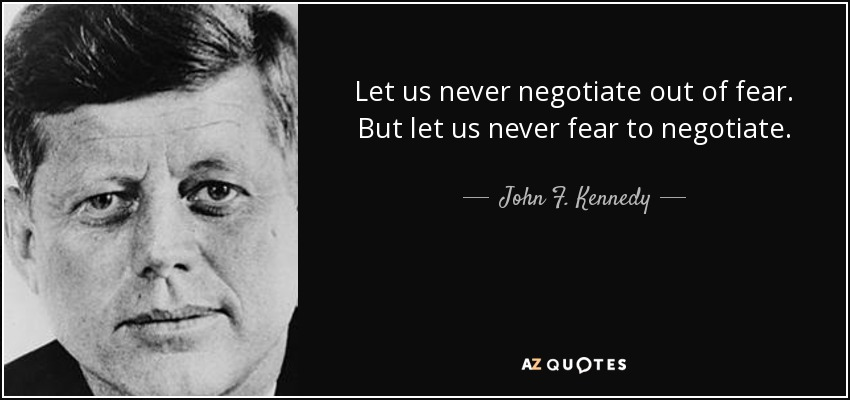 Let us never negotiate out of fear.
But let us never fear to negotiate.
John F. Kennedy
AZ QUOTES